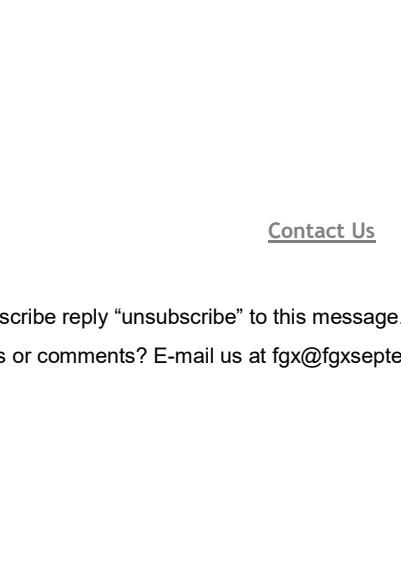 Contact Us
scribe reply “unsubscribe” to this message.
s or comments? E-mail us at fgx@fgxsepte